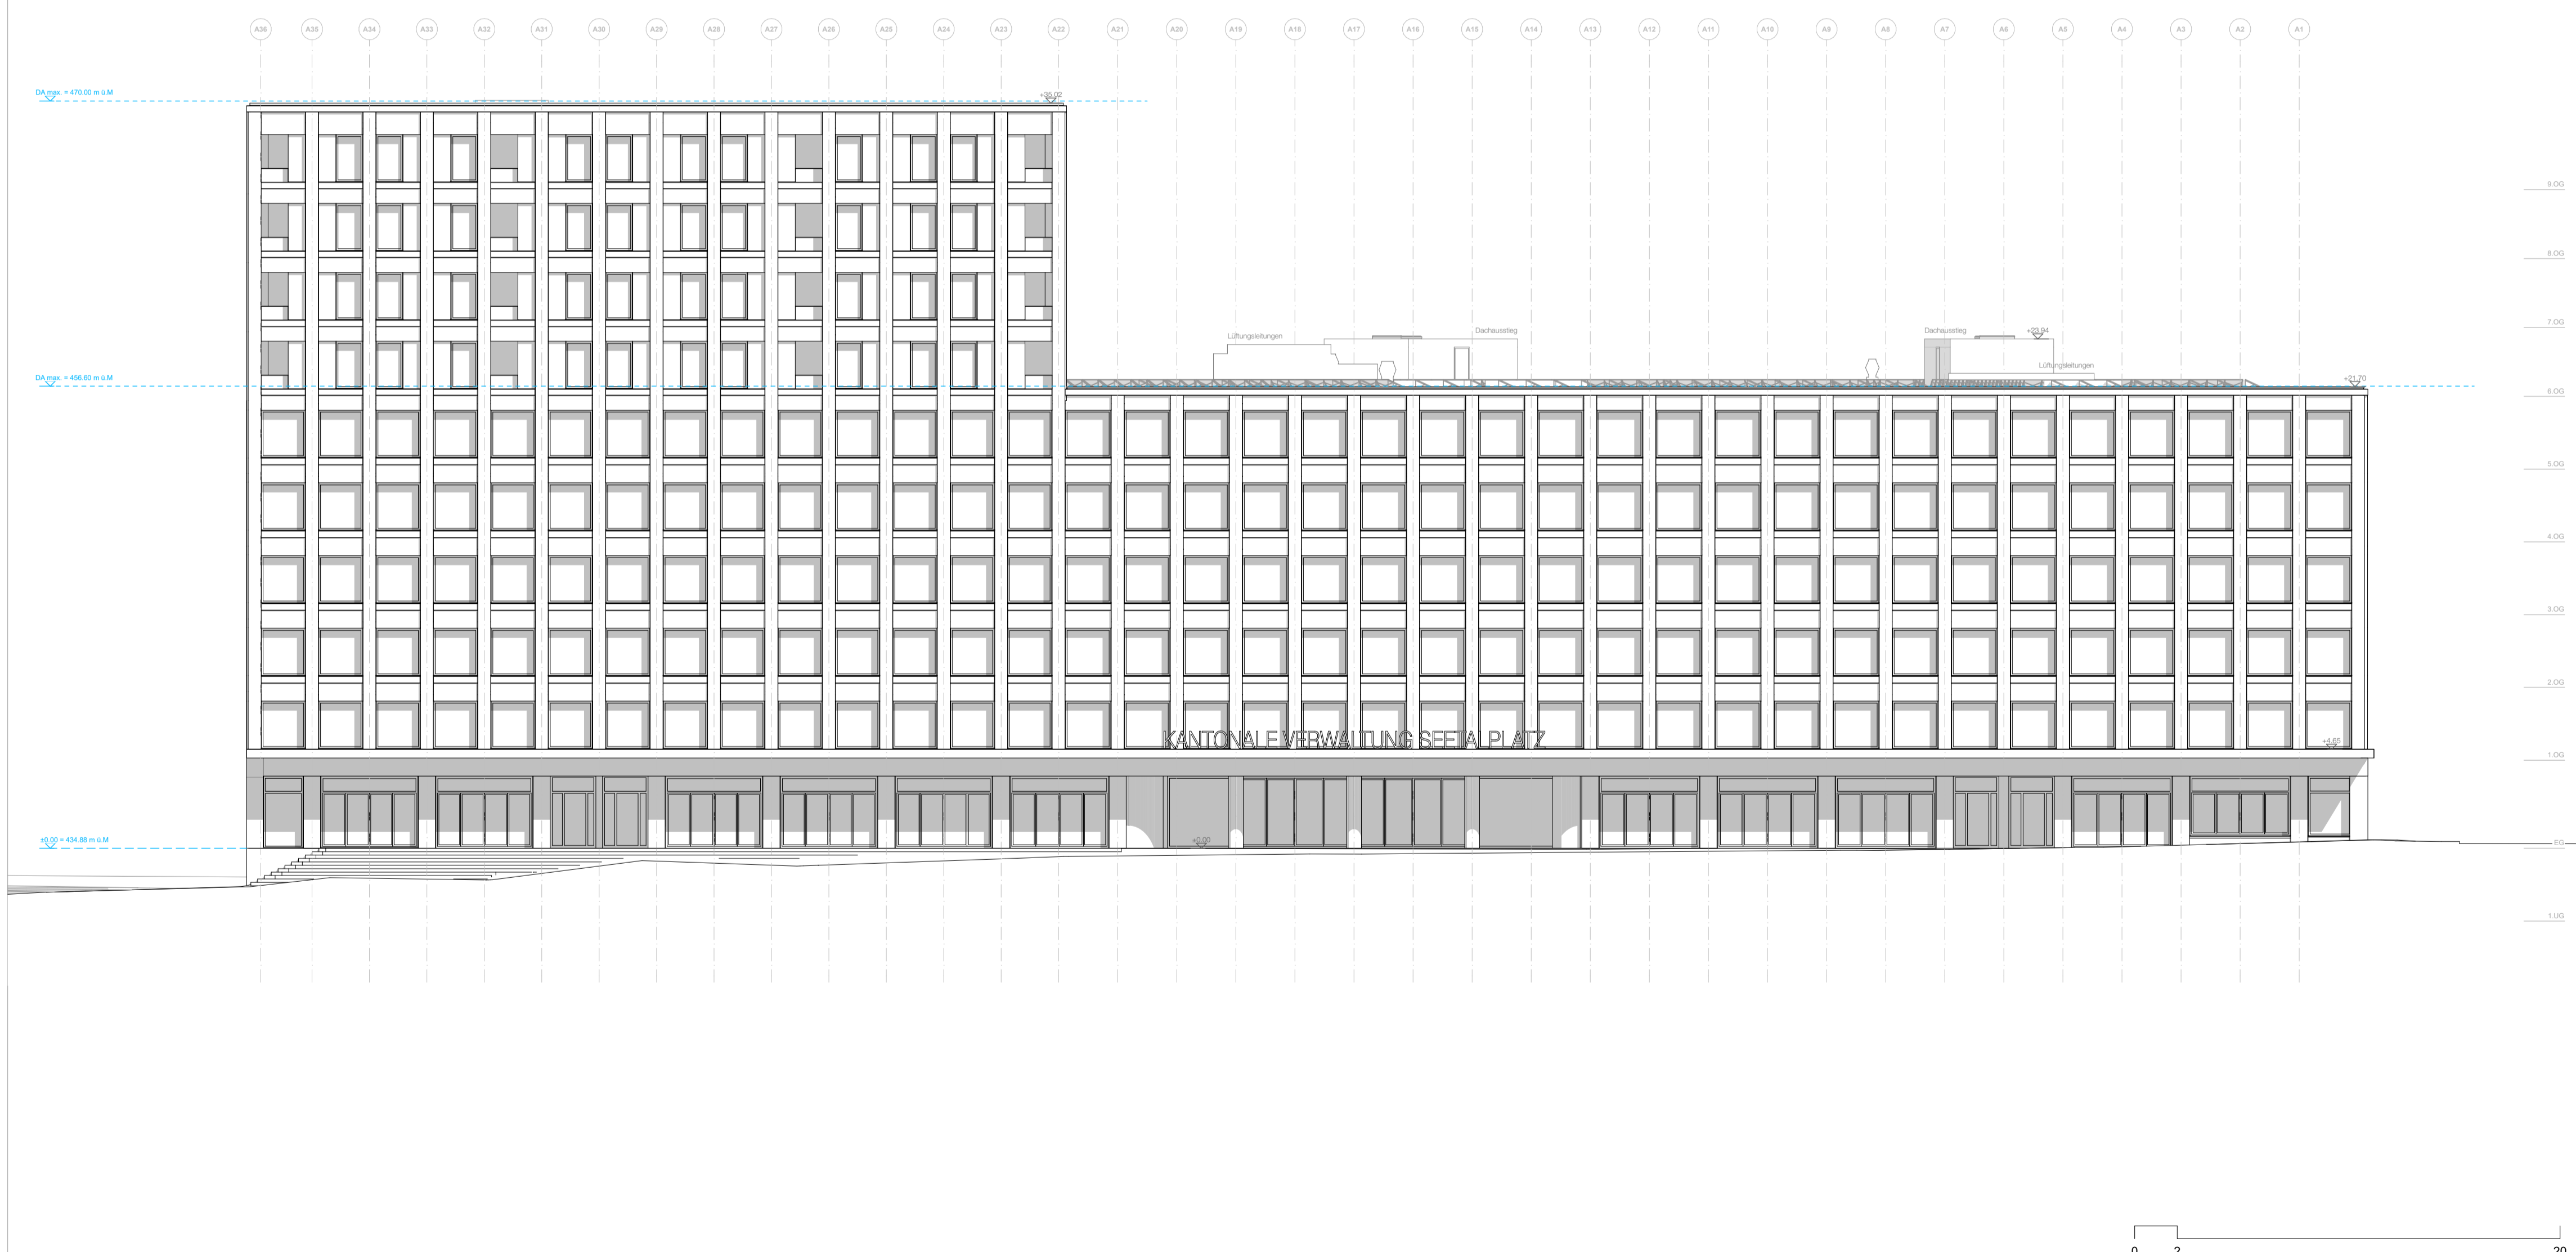 A36 A35 A34 A33 A32 A31 A30 A29 A28 A27 A26 A25 A24 A23 A22 A21 A20 A19 A18 A17 A16 A15 A14 A13 A12 A11 A10 A9 A8 A7 A6 A5 A4 A3 A2 A1
DA max. = 470.00 m ü.M
+35.02
9.OG
8.OG
7.OG
Lüftungsleitungen
Dachausstieg
Dachausstieg
+23.94
Lüftungsleitungen
DA max. = 456.60 m ü.M
+21.70
6.OG
5.OG
4.OG
3.OG
2.OG
KANTONALE VERWALTUNG SEETALPLATZ
+4.65
1.OG
±0.00 = 434.88 m ü.M
±0.00
EG
1.UG
0 2 20